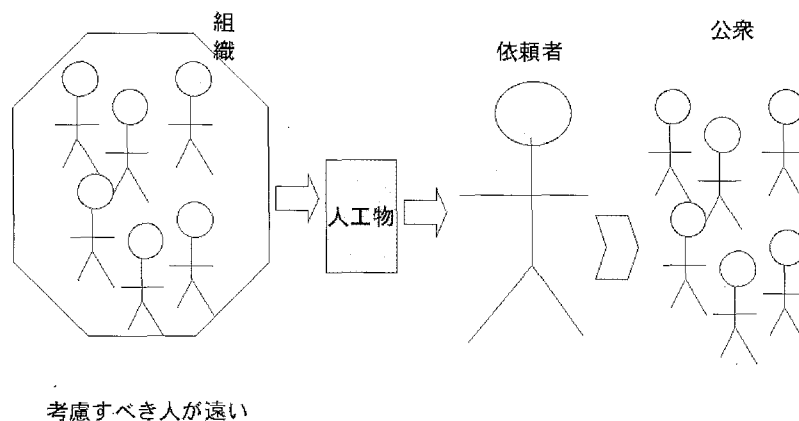 組織
依頼者
公衆
人工物
考慮すべき人が遠い